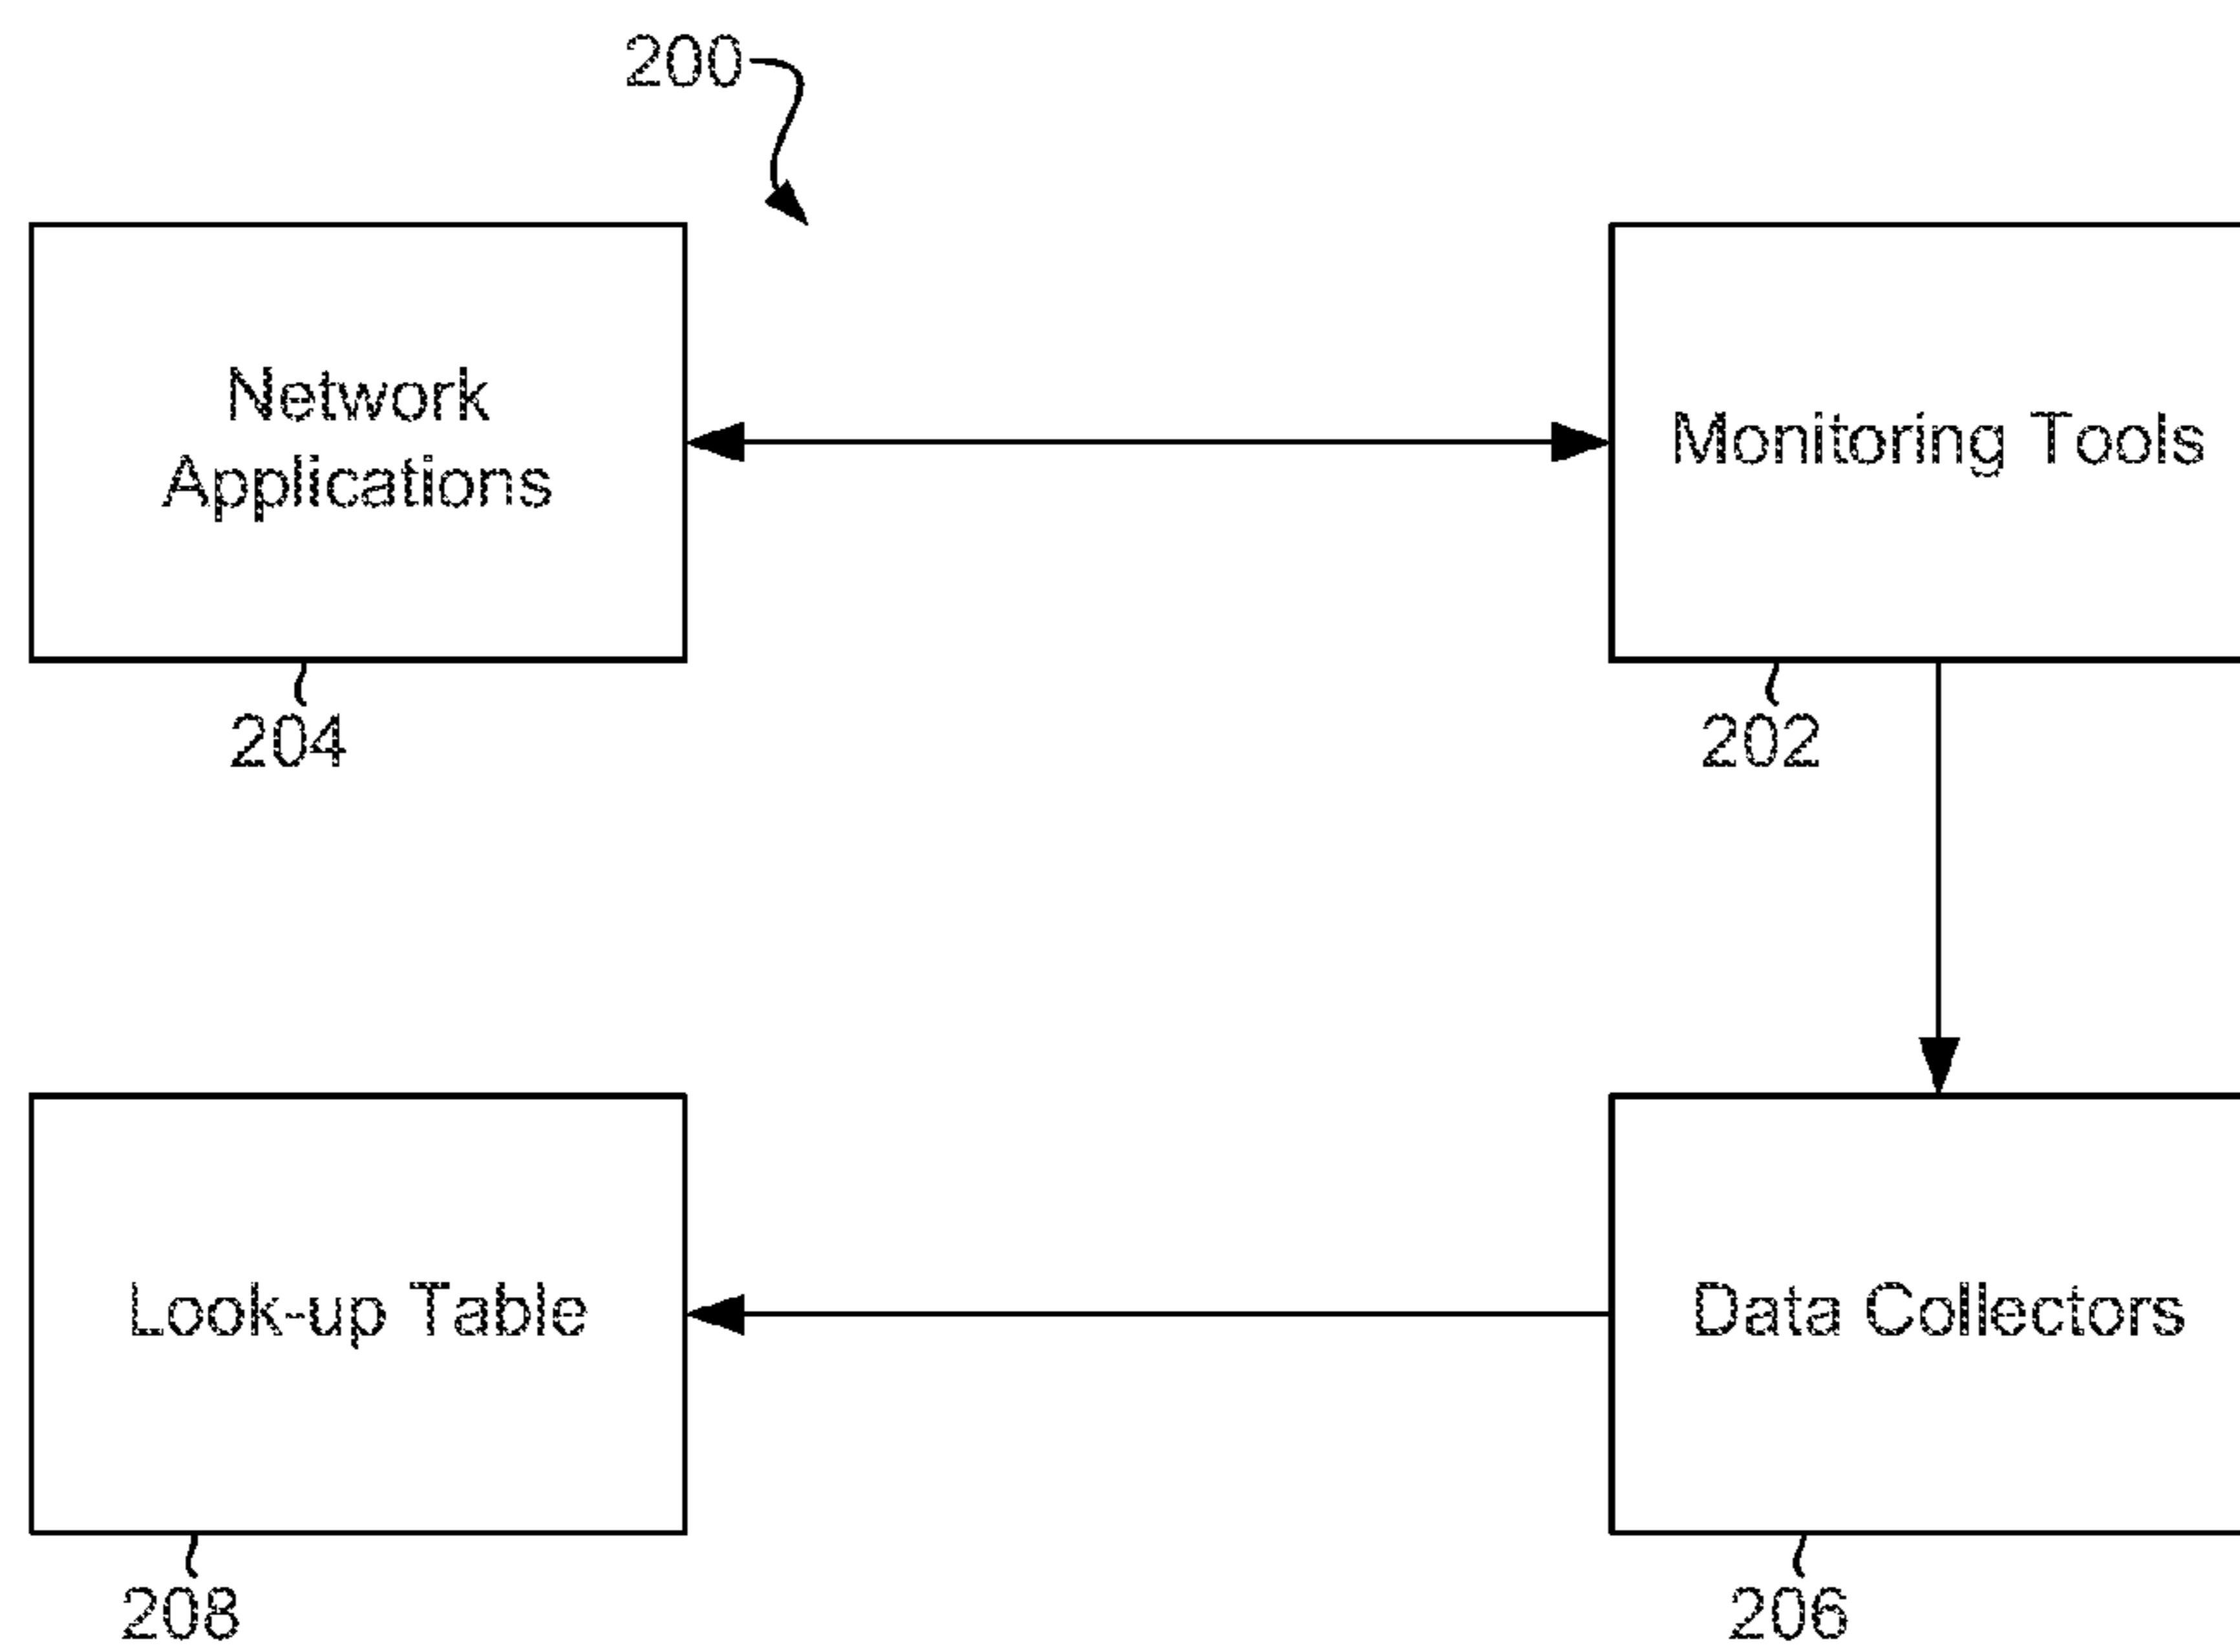 200
Network
Applications
Monitoring Tools
204
202
Look-up Table
Data Collectors
208
206